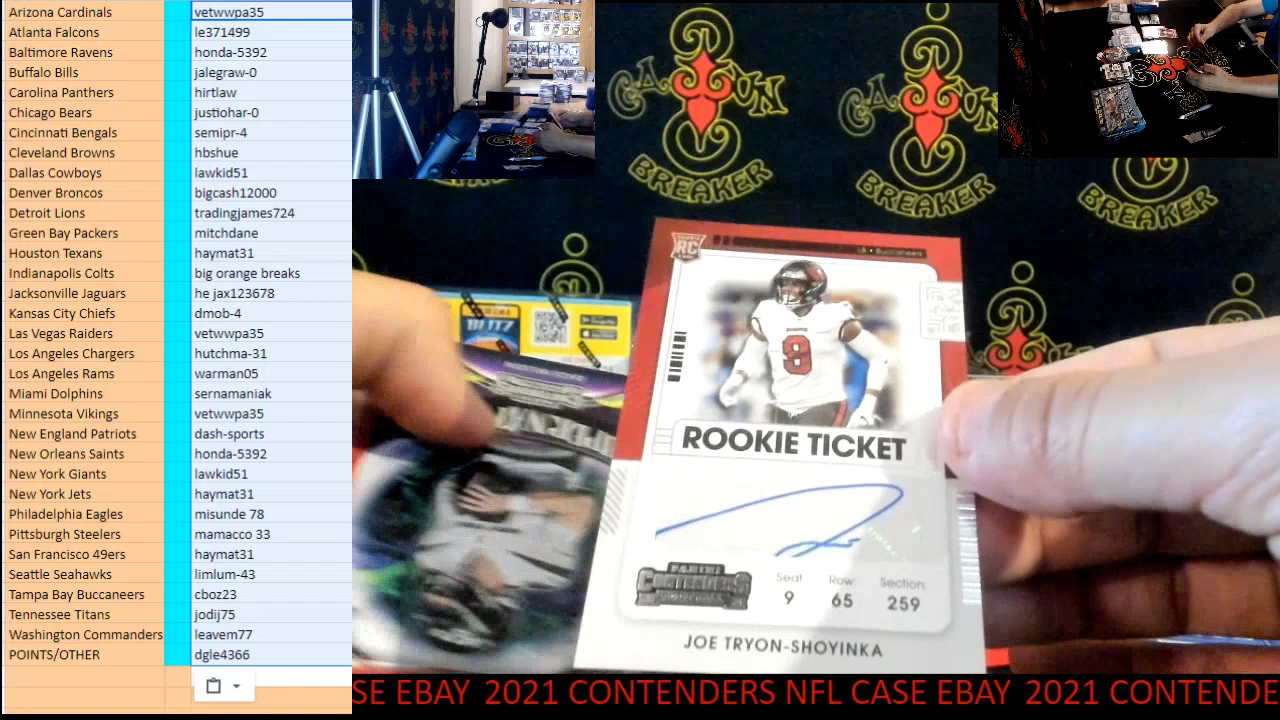 Arizona Cardinals vetwwpa35
Atlanta Falcons le371499
Baltimore Ravens honda-5392
Buffalo Bills jalegraw-0
Carolina Panthers hirtlaw
Chicago Bears justiohar-0
Cincinnati Bengals semipr-4
Cleveland Browns hbshue
Dallas Cowboys lawkid51
Denver Broncos bigcash12000
Detroit Lions tradingjames724
Green Bay Packers mitchdane
Houston Texans haymat31
Indianapolis Colts big orange breaks
Jacksonville Jaguars he jax123678
Kansas City Chiefs dmob-4
Las Vegas Raiders vetwwpa35
Los Angeles Chargers hutchma-31
Los Angeles Rams warman05
Miami Dolphins sernamaniak
Minnesota Vikings vetwwpa35
New England Patriots dash-sports
New Orleans Saints honda-5392
New York Giants lawkid51
New York Jets haymat31
Philadelphia Eagles misunde 78
Pittsburgh Steelers mamacco 33
San Francisco 49ers haymat31
Seattle Seahawks limlum-43
Tampa Bay Buccaneers cboz23
Tennessee Titans jodij75
Washington Commanders leavem77
POINTS/OTHER dgle4366
CAJUN
BREAKER
CAJUN
BREAKER
BREAKER
RC
LB • Buccaneers
9
ROOKIE TICKET
PANINI
CONTENDERS
Seat Row: Section:
9 65 259
JOE TRYON-SHOYINKA
BLITZ
SE EBAY 2021 CONTENDERS NFL CASE EBAY 2021 CONTENDE